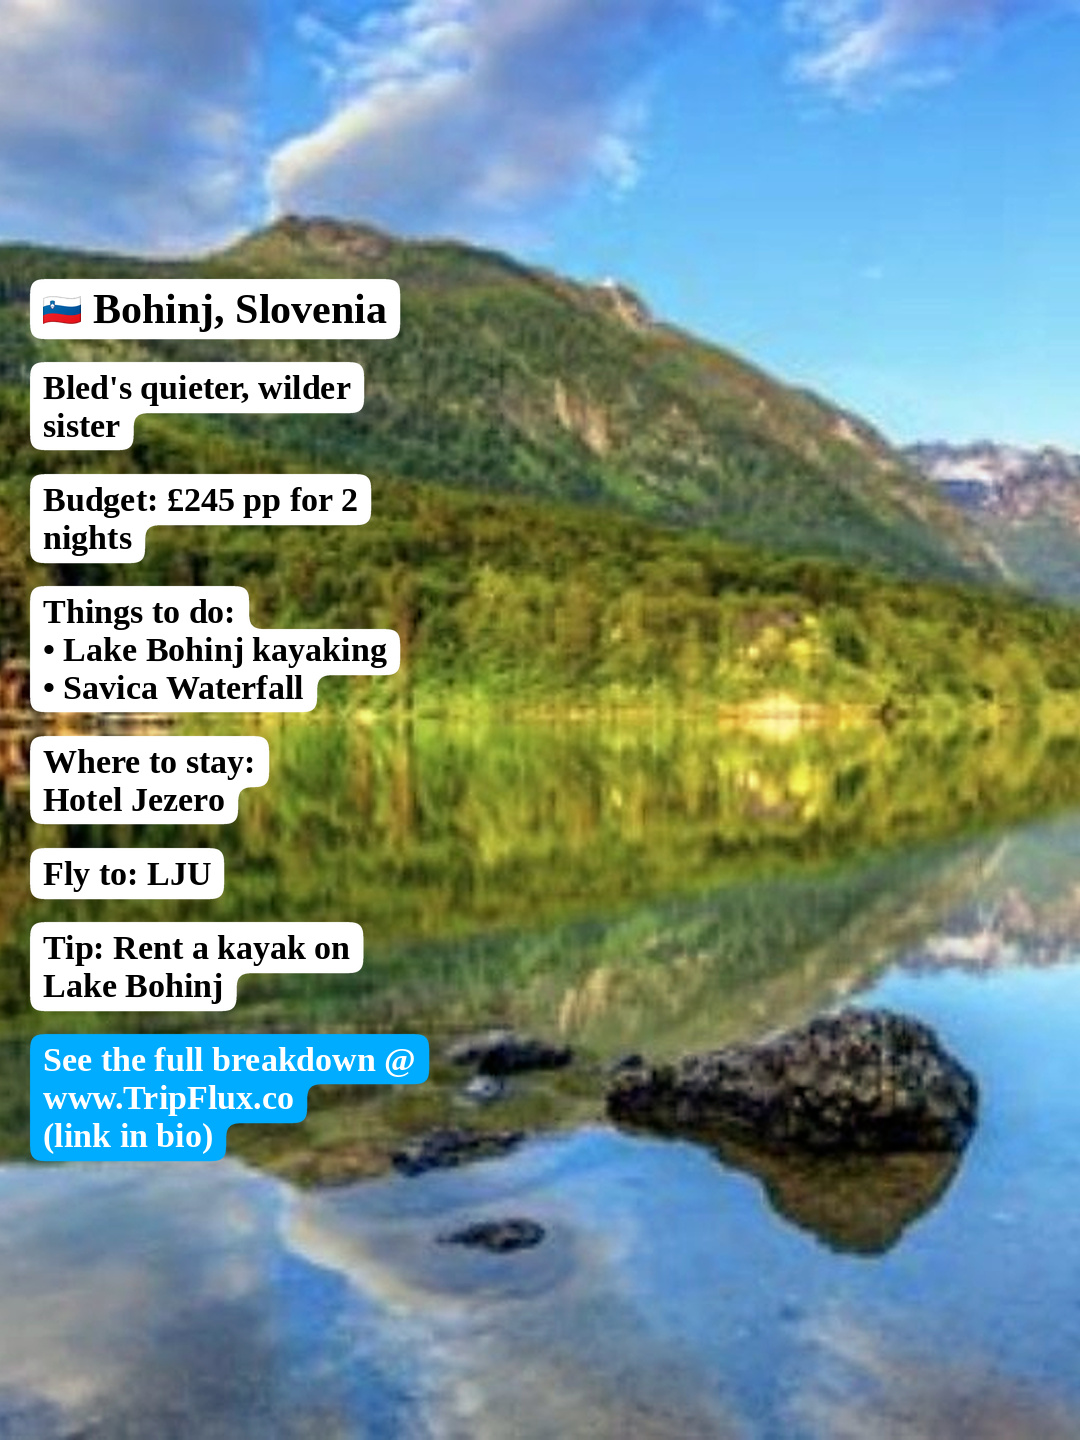 🇸🇮 Bohinj, Slovenia
Bled's quieter, wilder
sister
Budget: £245 pp for 2
nights
Things to do:
• Lake Bohinj kayaking
• Savica Waterfall
Where to stay:
Hotel Jezero
Fly to: LJU
Tip: Rent a kayak on
Lake Bohinj
See the full breakdown @
www.TripFlux.co
(link in bio)